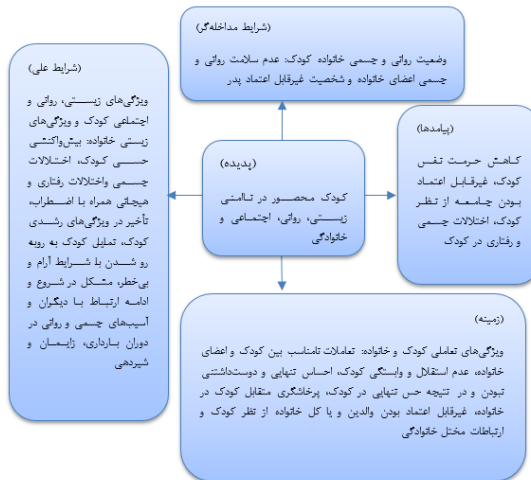 (شرایط مداخله‌گر)
وضعیت روانی و جسمی خانواده کودک: عدم سلامت روانی و
جسمی اعضای خانواده و شخصیت غیرقابل اعتماد پدر
(شرایط علی)
ویژگی‌های زیستی، روانی و
اجتماعی کودک و ویژگی‌های
زیستی خانواده: بیش‌واکنشی
حسی کودک، اختلالات
جسمی واختلالات رفتاری و
هیجانی همراه با اضطراب،
تأخیر در ویژگی‌های رشدی
کودک، تمایلی کودک به روبه
رو شدن با شرایط آرام و
بی‌خطر، مشکل در شروع و
ادامه ارتباط با دیگران و
آسیب‌های جسمی و روانی در
دوران بارداری، زایمان و
شیردهی
(پدیده)
کودک محصور در ناامنی
زیستی، روانی، اجتماعی و
خانوادگی
(پیامدها)
کاهش حرمت نفس
کودک، غیرقابل اعتماد
بودن جامعه از نظر
کودک، اختلالات جسمی
و رفتاری در کودک
(زمینه)
ویژگی‌های تعاملی کودک و خانواده: تعاملات نامناسب بین کودک و اعضای
خانواده، عدم استقلال و وابستگی کودک، احساس تنهایی و دوست‌داشتنی
نبودن و در نتیجه حس تنهایی در کودک، پرخاشگری متقابل کودک در
خانواده، غیرقابل اعتماد بودن والدین و یا کل خانواده از نظر کودک و
ارتباطات مختل خانوادگی